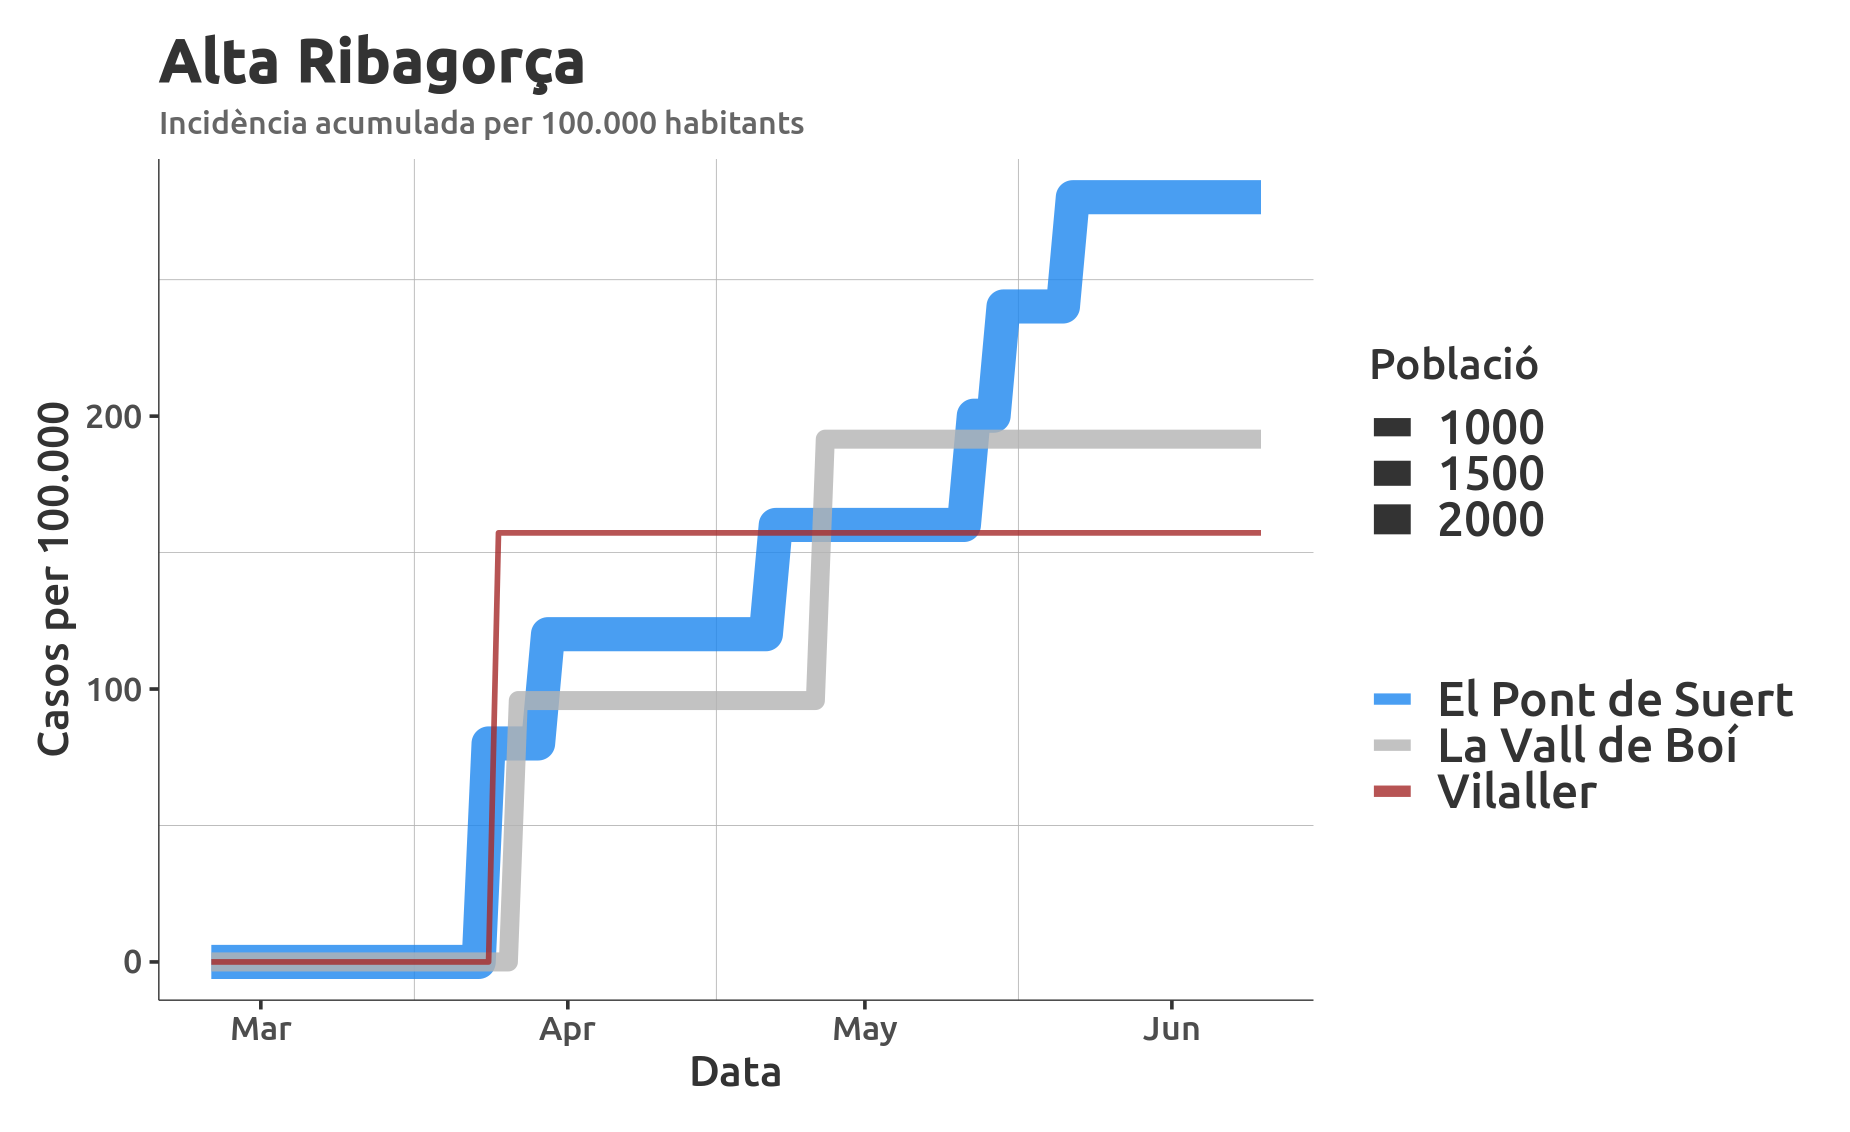 Alta Ribagorça
Incidència acumulada per 100.000 habitants
Casos per 100.000
200
100
0
Mar
Apr
May
Jun
Data
Població
1000
1500
2000
El Pont de Suert
La Vall de Boí
Vilaller